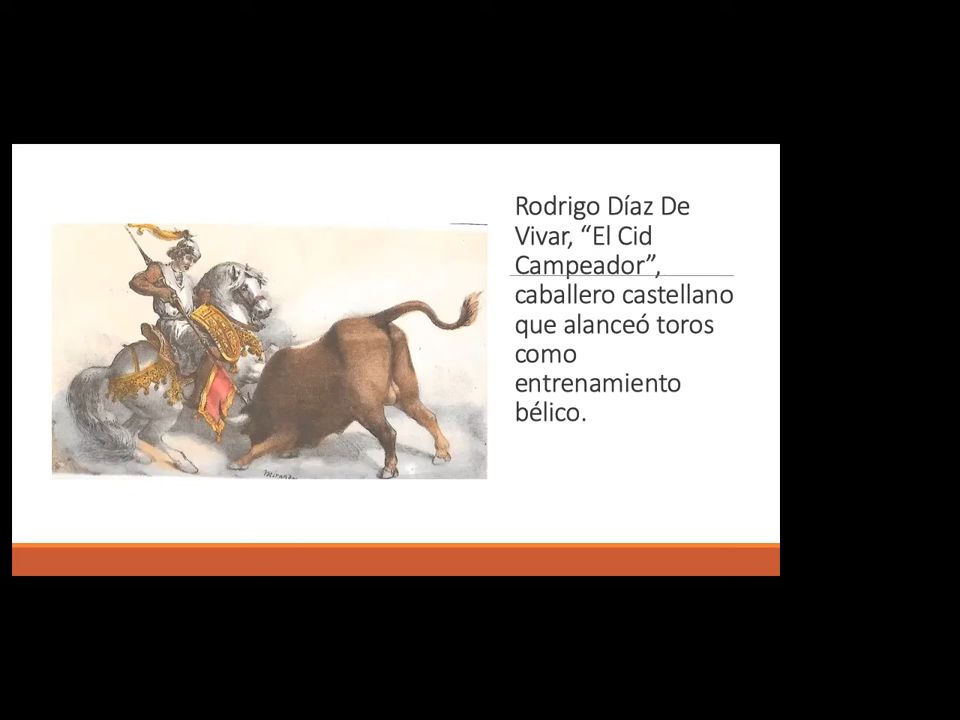 Rodrigo Díaz De
Vivar, “El Cid
Campeador”,
caballero castellano
que alanceó toros
como
entrenamiento
bélico.